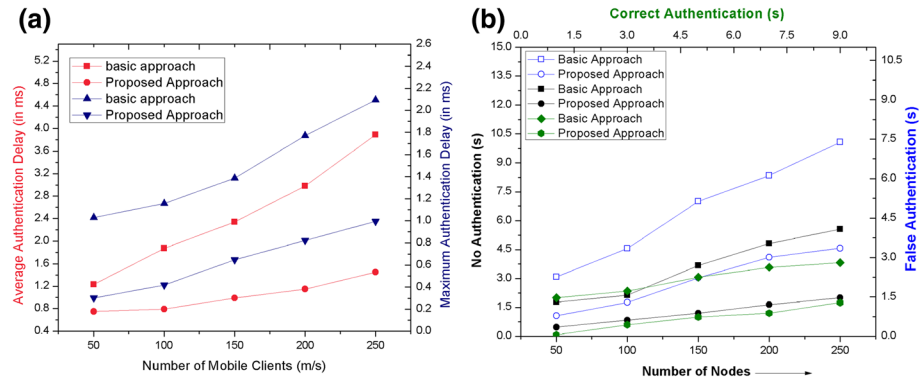 (a)
5.2
4.8
4.4
4.0
3.6
3.2
2.8
2.4
2.0
1.6
1.2
0.8
0.4
Average Authentication Delay (in ms)
basic approach
Proposed Approach
basic approach
Proposed Approach
2.6
2.4
2.2
2.0
1.8
1.6
1.4
1.2
1.0
0.8
0.6
0.4
0.2
0.0
Maximum Authentication Delay (in ms)
50 100 150 200 250
Number of Mobile Clients (m/s)
(b)
Correct Authentication (s)
0.0 1.0 3.0 5.0 7.0 9.0
15.0
13.5
12.0
10.5
9.0
7.5
6.0
4.5
3.0
1.5
0.0
No Authentication (s)
Basic Approach
Proposed Approach
Basic Approach
Proposed Approach
Basic Approach
Proposed Approach
10.5
9.0
7.5
6.0
4.5
3.0
1.5
0.0
False Authentication (s)
50 100 150 200 250
Number of Nodes